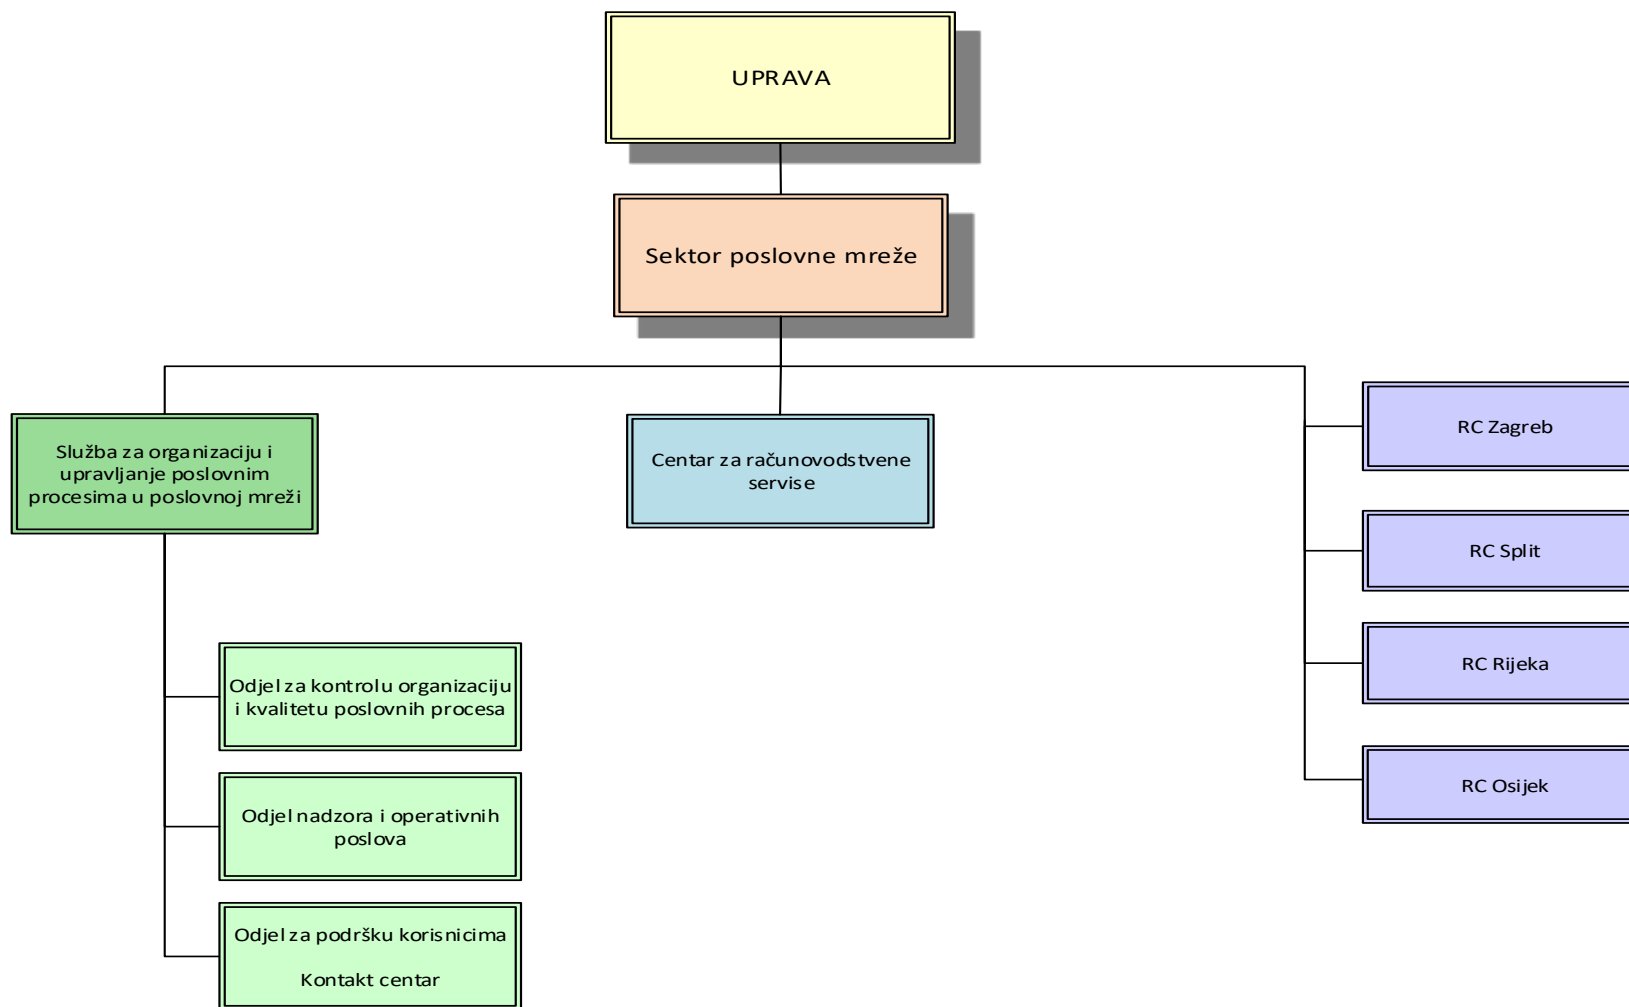 UPRAVA
Sektor poslovne mreže
Služba za organizaciju i
upravljanje poslovnim
procesima u poslovnoj mreži
Centar za računovodstvene
servise
RC Zagreb
RC Split
RC Rijeka
RC Osijek
Odjel za kontrolu organizaciju
i kvalitetu poslovnih procesa
Odjel nadzora i operativnih
poslova
Odjel za podršku korisnicima
Kontakt centar